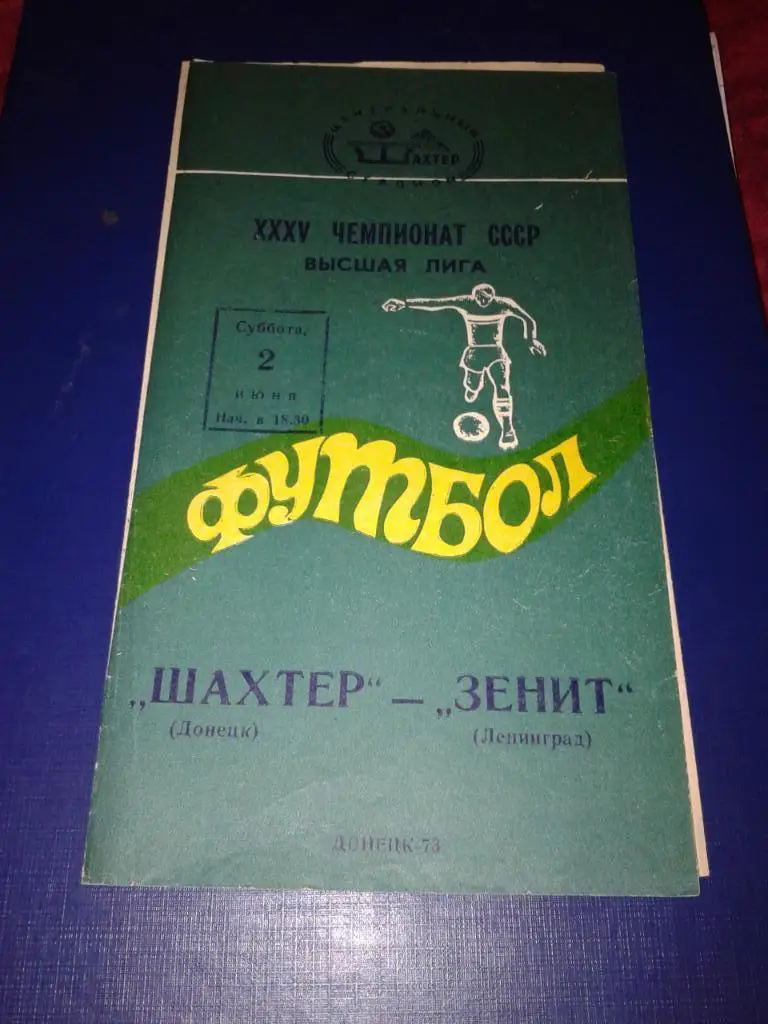 ЦЕНТРАЛЬНЫЙ
ШАХТЕР
СТАДИОН
XXXV ЧЕМПИОНАТ СССР
ВЫСШАЯ ЛИГА
Суббота,
2
июня
Нач. в 18.30
ФУТБОЛ
„ШАХТЕР“ — „ЗЕНИТ“
(Донецк) (Ленинград)
ДОНЕЦК-73